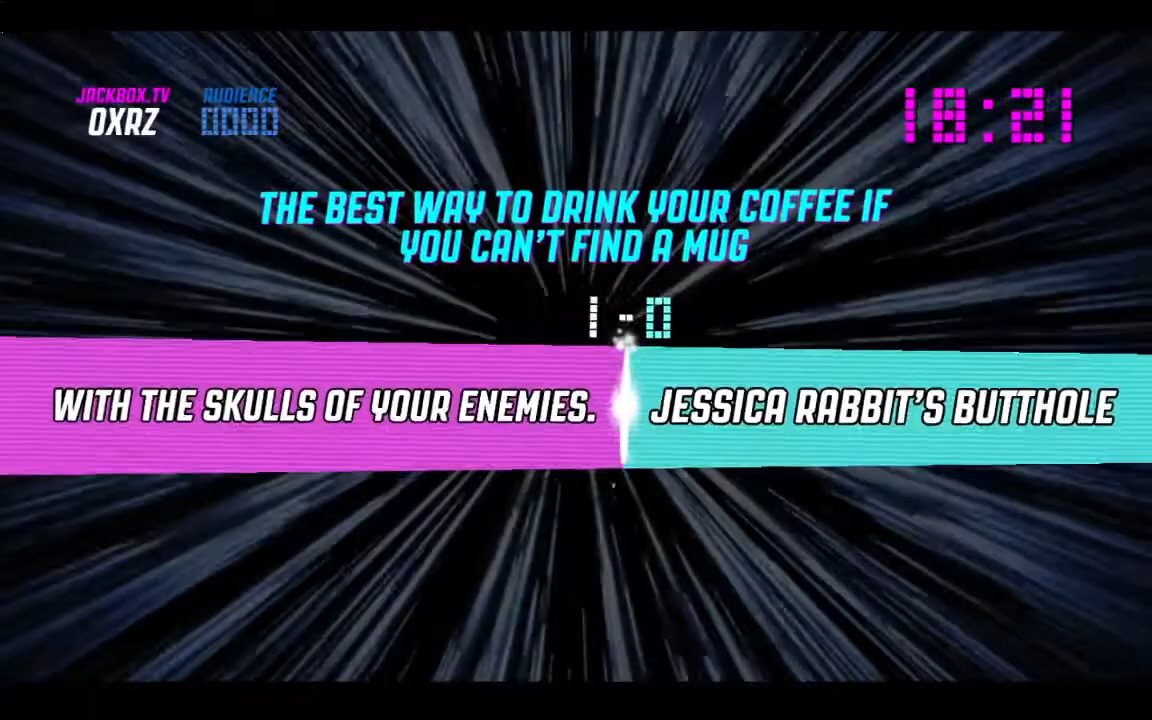 JACKBOX.TV
OXRZ
AUDIENCE
0000
18:21
THE BEST WAY TO DRINK YOUR COFFEE IF
YOU CAN'T FIND A MUG
1-0
WITH THE SKULLS OF YOUR ENEMIES.
JESSICA RABBIT'S BUTTHOLE